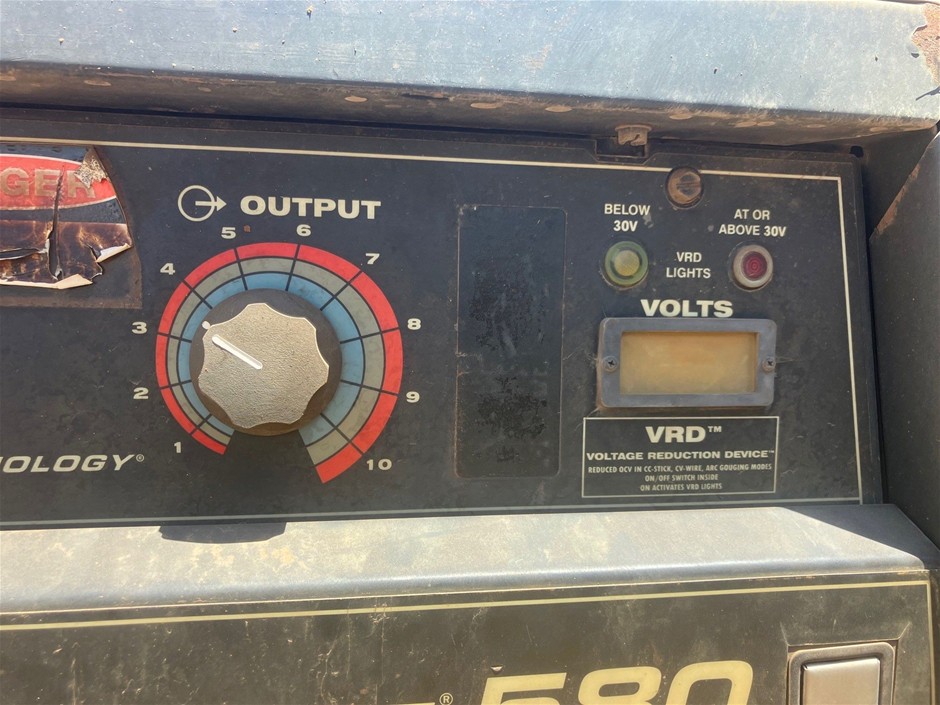 GER
OUTPUT
1
2
3
4
5
6
7
8
9
10
OLOGY®
BELOW
30V
AT OR
ABOVE 30V
VRD
LIGHTS
VOLTS
VRD™
VOLTAGE REDUCTION DEVICE™
REDUCED OCV IN CC-STICK, CV-WIRE, ARC GOUGING MODES
ON/OFF SWITCH INSIDE
ON ACTIVATES VRD LIGHTS
® 580